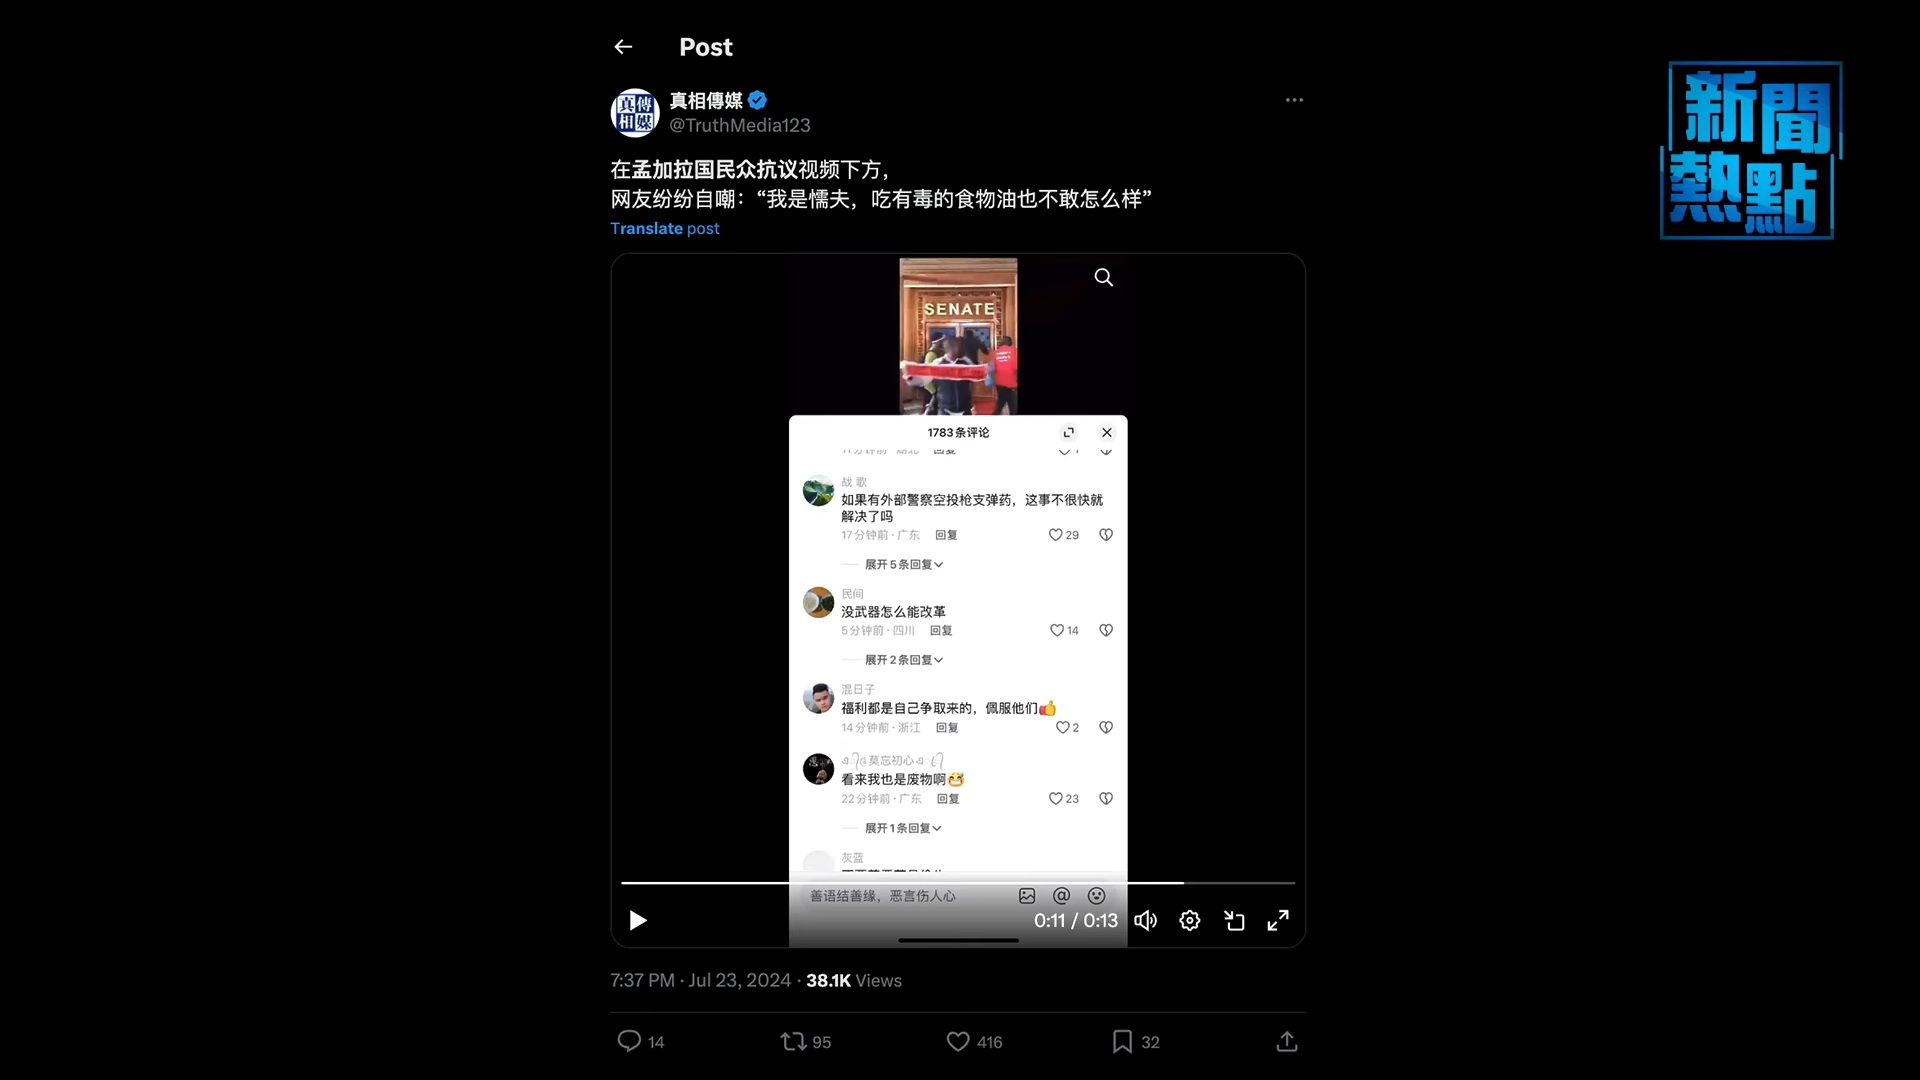 Post
真相傳媒
@TruthMedia123
在孟加拉国民众抗议视频下方，
网友纷纷自嘲：“我是懦夫，吃有毒的食物油也不敢怎么样”
Translate post
新聞
熱點
真傳
相媒
SENATE
1783条评论
回复
战 歌
如果有外部警察空投枪支弹药，这事不很快就
解决了吗
17分钟前 · 广东 回复
29
展开5条回复
民间
没武器怎么能改革
5分钟前 · 四川 回复
14
展开2条回复
混日子
福利都是自己争取来的，佩服他们👍
14分钟前 · 浙江 回复
2
莫忘初心
看来我也是废物啊😅
22分钟前 · 广东 回复
23
展开1条回复
灰蓝
善语结善缘，恶言伤人心
0:11 / 0:13
7:37 PM · Jul 23, 2024 · 38.1K Views
14 95 416 32